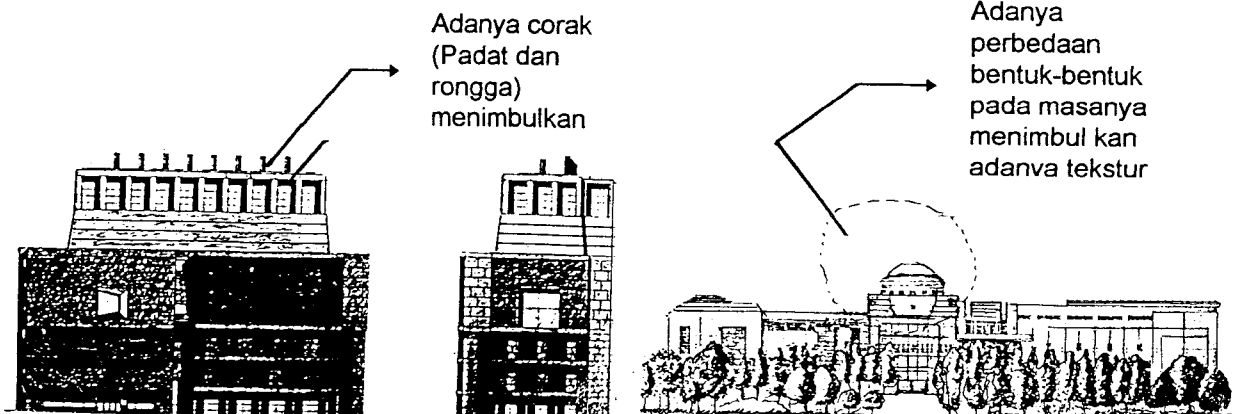 Adanya corak
(Padat dan
rongga)
menimbulkan
Adanya
perbedaan
bentuk-bentuk
pada masanya
menimbul kan
adanva tekstur